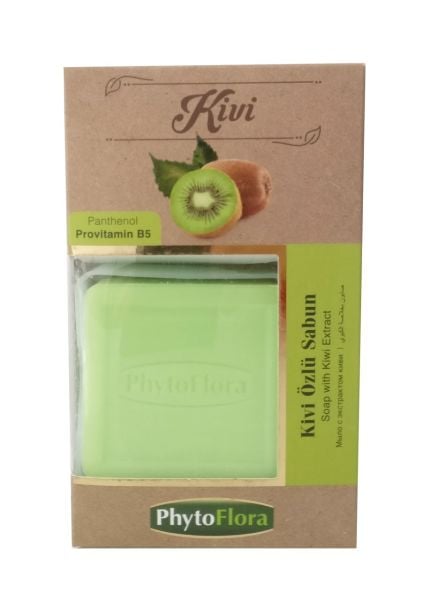 Kivi
Panthenol
Provitamin B5
PhytoFlora
Kivi Özlü Sabun
Soap with Kiwi Extract
Мыло с экстрактом киви |
PhytoFlora